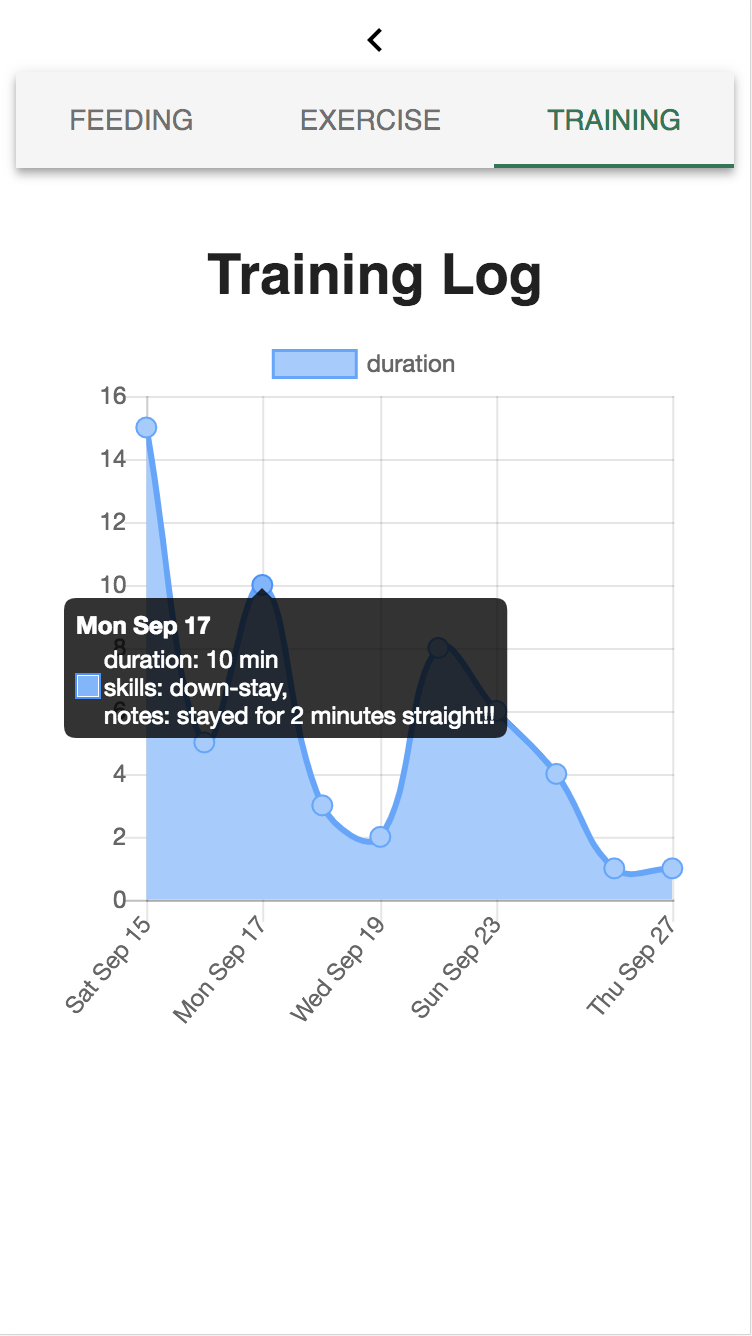 FEEDING EXERCISE TRAINING
Training Log
duration
16
14
12
10
8
6
4
2
0
Mon Sep 17
duration: 10 min
skills: down-stay,
notes: stayed for 2 minutes straight!!
Sat Sep 15
Mon Sep 17
Wed Sep 19
Sun Sep 23
Thu Sep 27